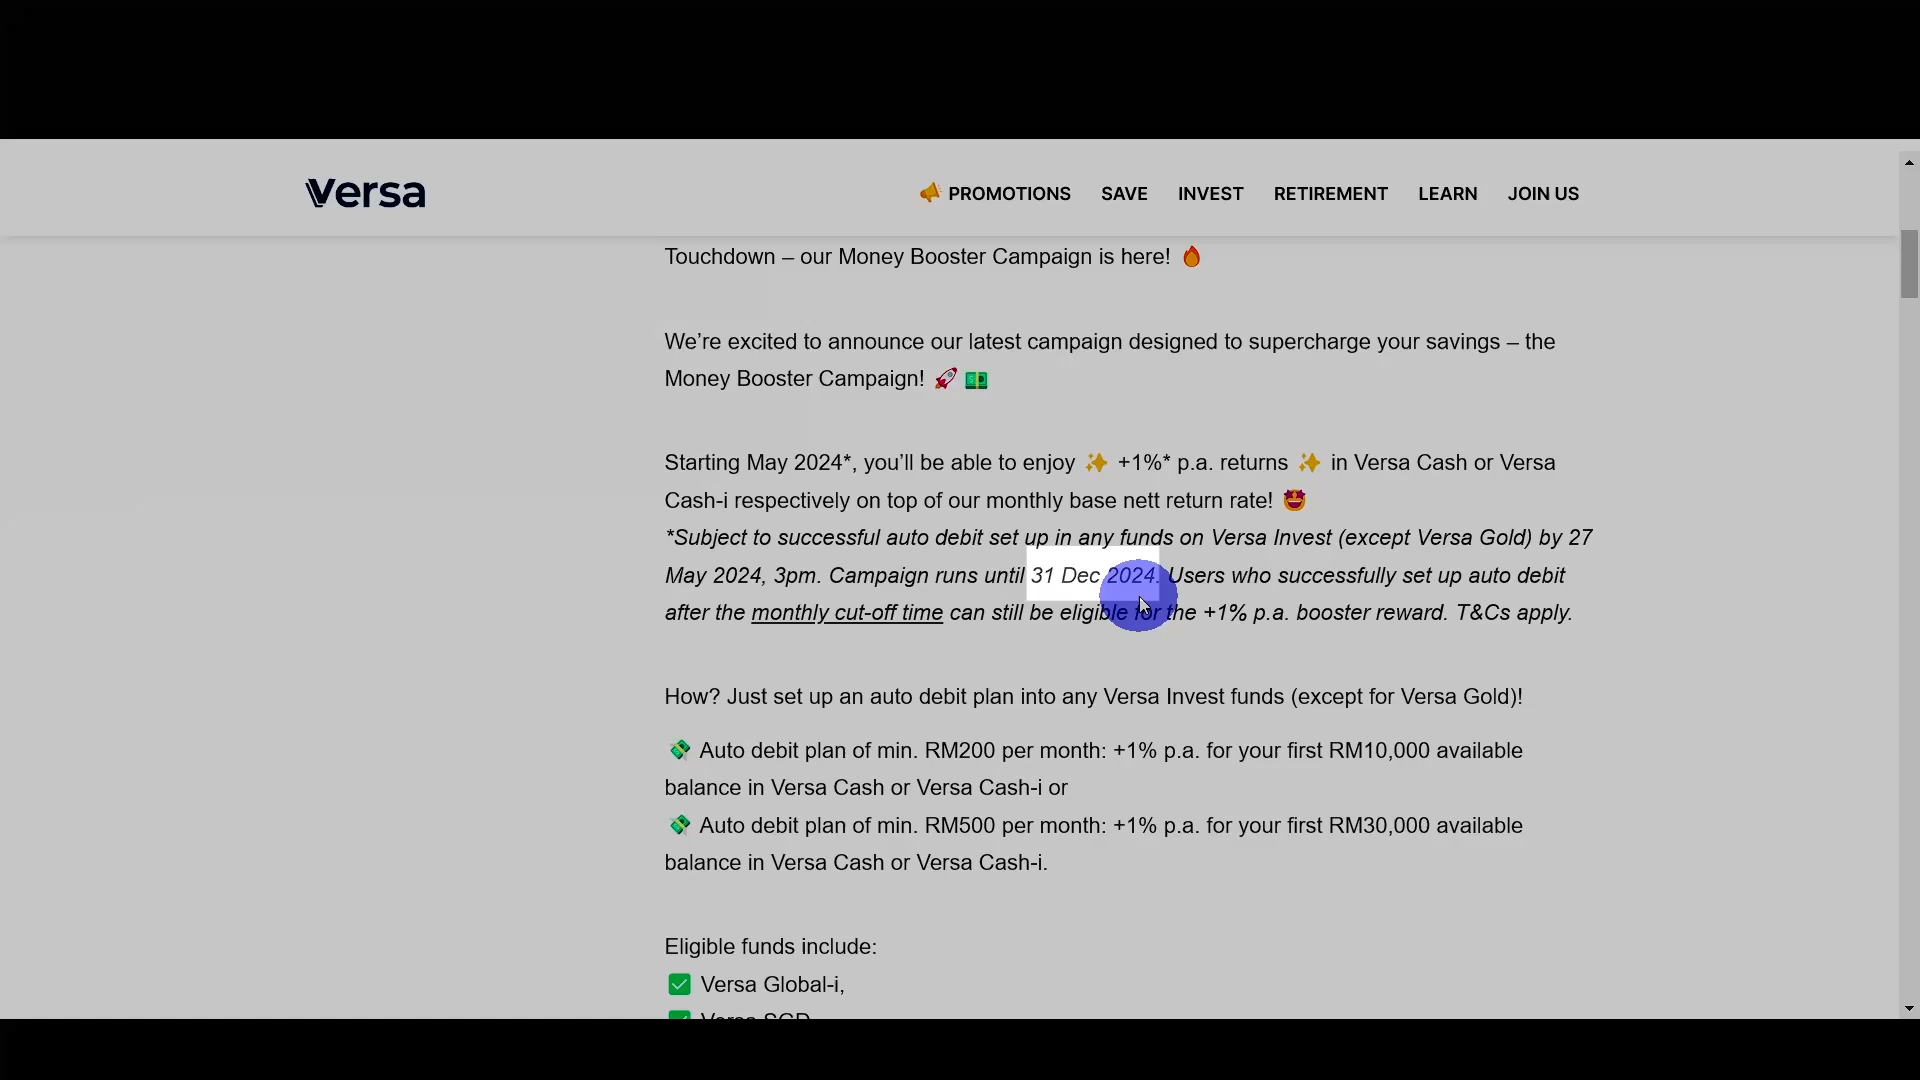 Versa
PROMOTIONS SAVE INVEST RETIREMENT LEARN JOIN US
Touchdown – our Money Booster Campaign is here! 🔥
We’re excited to announce our latest campaign designed to supercharge your savings – the
Money Booster Campaign! 🚀 💵
Starting May 2024*, you’ll be able to enjoy ✨ +1%* p.a. returns ✨ in Versa Cash or Versa
Cash-i respectively on top of our monthly base nett return rate! 🤩
*Subject to successful auto debit set up in any funds on Versa Invest (except Versa Gold) by 27
May 2024, 3pm. Campaign runs until 31 Dec 2024. Users who successfully set up auto debit
after the monthly cut-off time can still be eligible for the +1% p.a. booster reward. T&Cs apply.
How? Just set up an auto debit plan into any Versa Invest funds (except for Versa Gold)!
💸 Auto debit plan of min. RM200 per month: +1% p.a. for your first RM10,000 available
balance in Versa Cash or Versa Cash-i or
💸 Auto debit plan of min. RM500 per month: +1% p.a. for your first RM30,000 available
balance in Versa Cash or Versa Cash-i.
Eligible funds include:
✅ Versa Global-i,
✅ Versa SGD